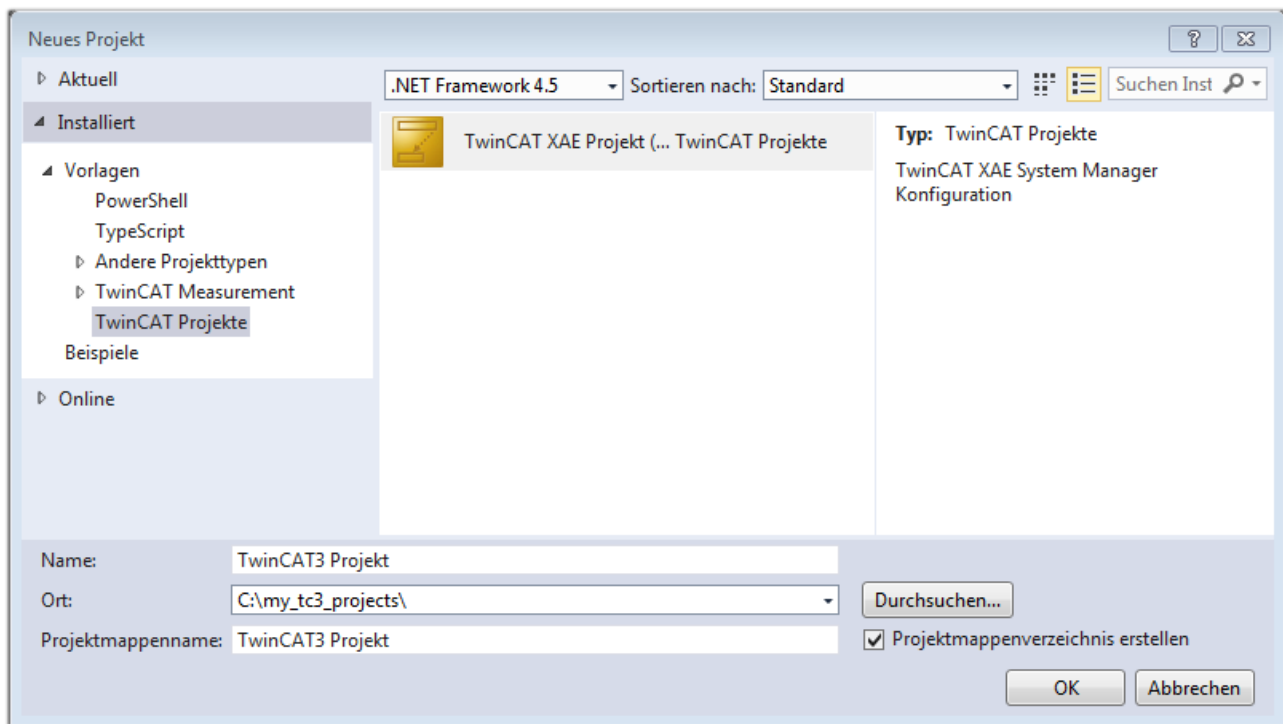 Neues Projekt
Aktuell
.NET Framework 4.5 Sortieren nach: Standard Suchen Inst
Installiert
Vorlagen
PowerShell
TypeScript
Andere Projekttypen
TwinCAT Measurement
TwinCAT Projekte
Beispiele
Online
TwinCAT XAE Projekt (... TwinCAT Projekte
Typ: TwinCAT Projekte
TwinCAT XAE System Manager
Konfiguration
Name: TwinCAT3 Projekt
Ort: C:\my_tc3_projects\ Durchsuchen...
Projektmappenname: TwinCAT3 Projekt Projektmappenverzeichnis erstellen
OK Abbrechen